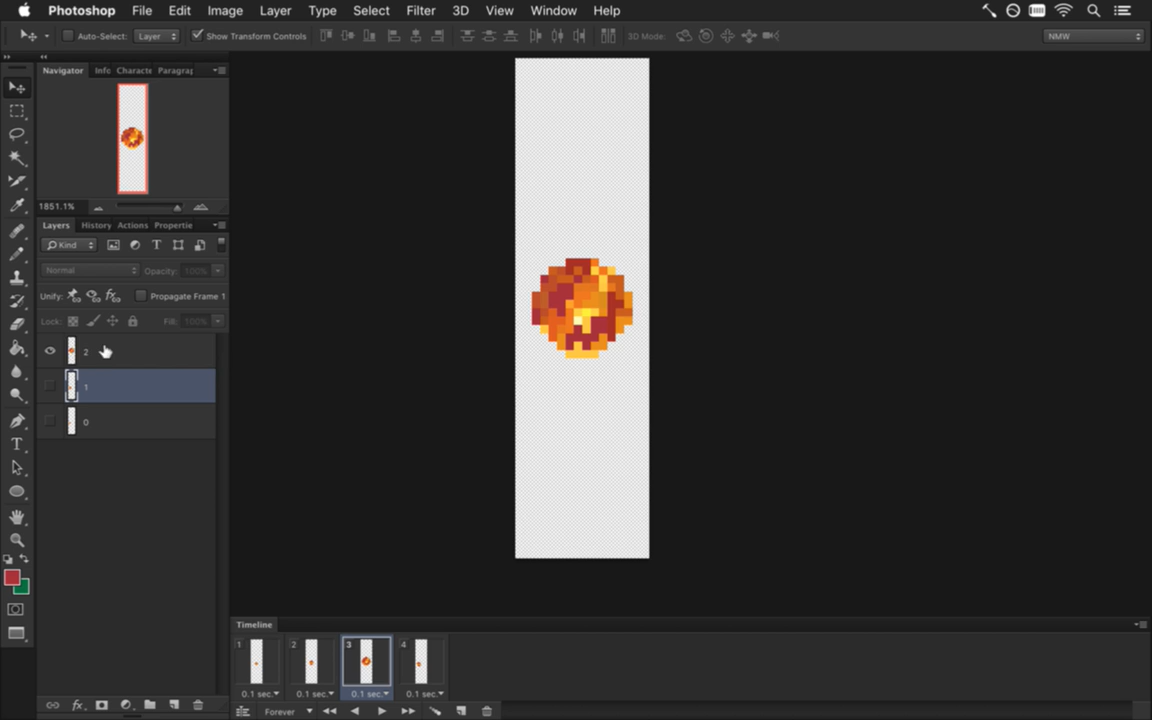 Photoshop File Edit Image Layer Type Select Filter 3D View Window Help
Auto-Select: Layer Show Transform Controls 3D Mode: NMW
Navigator Info Characte Paragrap
1851.1%
Layers History Actions Propertie
Kind T
Normal Opacity: 100%
Unify: Propagate Frame 1
Lock: Fill: 100%
2
1
0
T
Timeline
1 2 3 4
0.1 sec. 0.1 sec. 0.1 sec. 0.1 sec.
fx
Forever